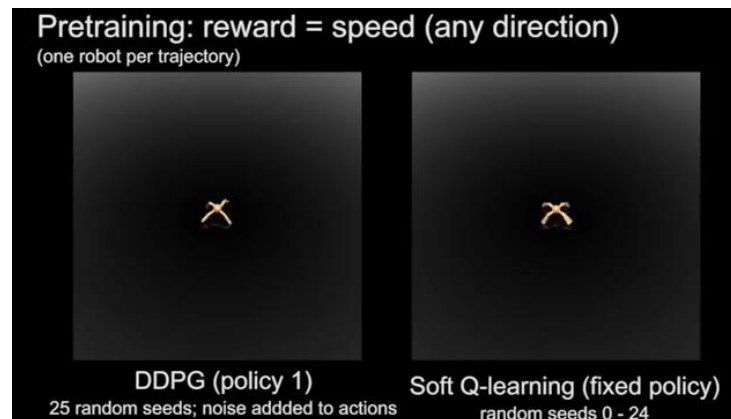 Pretraining: reward = speed (any direction)
(one robot per trajectory)
DDPG (policy 1)
25 random seeds; noise addded to actions
Soft Q-learning (fixed policy)
random seeds 0 - 24